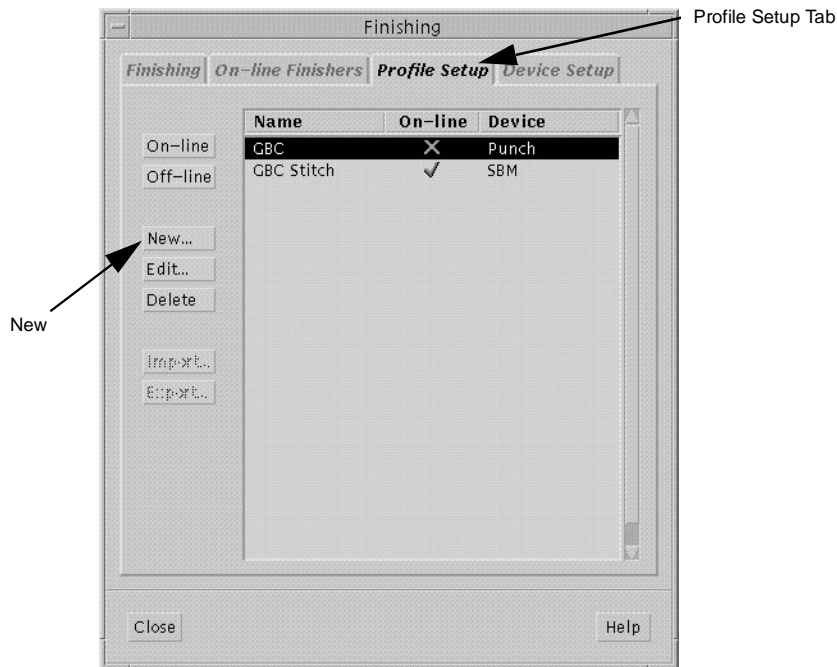 Finishing
Profile Setup Tab
Finishing On-line Finishers Profile Setup Device Setup
Name On-line Device
On-line
GBC Punch
Off-line
GBC Stitch SBM
New...
Edit...
Delete
New
Import...
Export...
Close Help